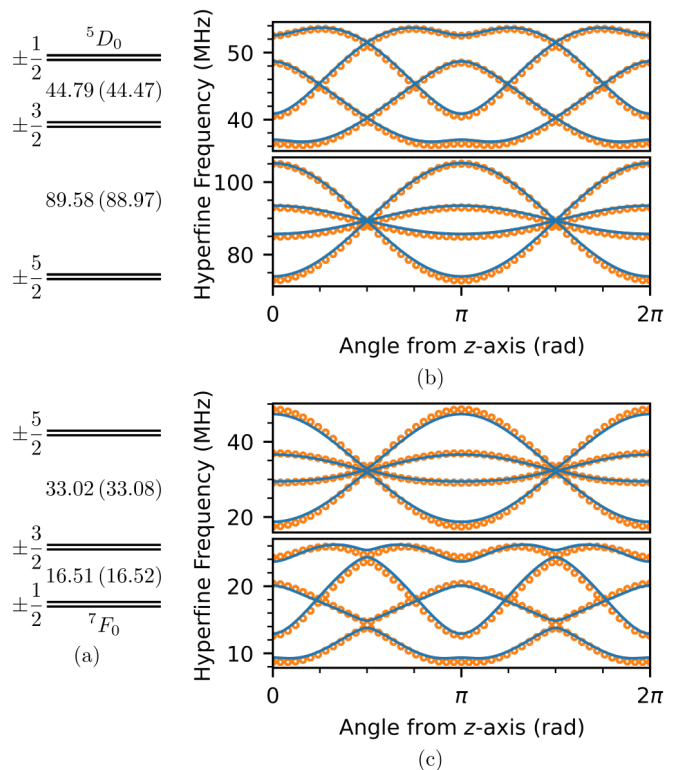 ⁵D₀
±1/2
44.79 (44.47)
±3/2
89.58 (88.97)
±5/2
Hyperfine Frequency (MHz)
50
40
100
80
0 π 2π
Angle from z-axis (rad)
(b)
±5/2
33.02 (33.08)
±3/2
16.51 (16.52)
±1/2
⁷F₀
(a)
Hyperfine Frequency (MHz)
40
20
20
10
0 π 2π
Angle from z-axis (rad)
(c)